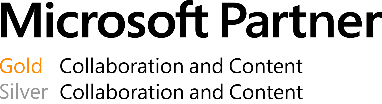 Microsoft Partner
Gold Collaboration and Content
Silver Collaboration and Content